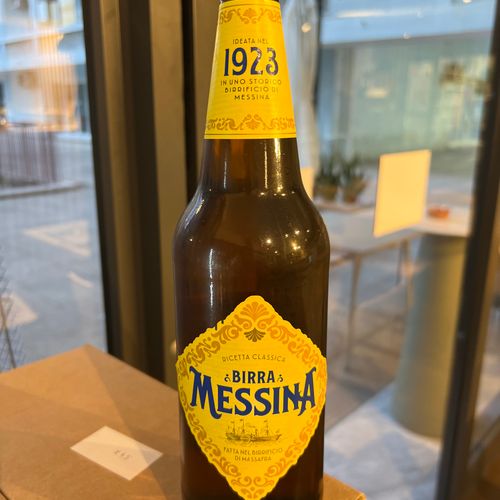 IDEATA NEL
1923
IN UNO STORICO
BIRRIFICIO DI
MESSINA
RICETTA CLASSICA
BIRRA
MESSINA
FATTA NEL BIRRIFICIO
DI MASSAFRA